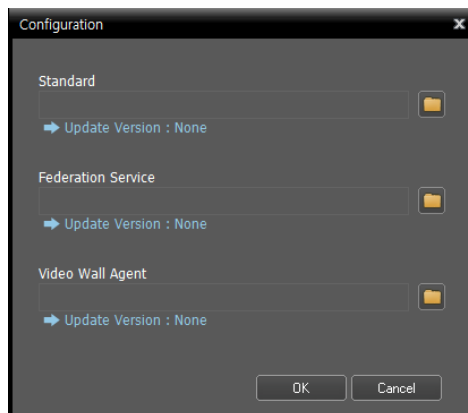 Configuration
Standard
Update Version : None
Federation Service
Update Version : None
Video Wall Agent
Update Version : None
OK Cancel